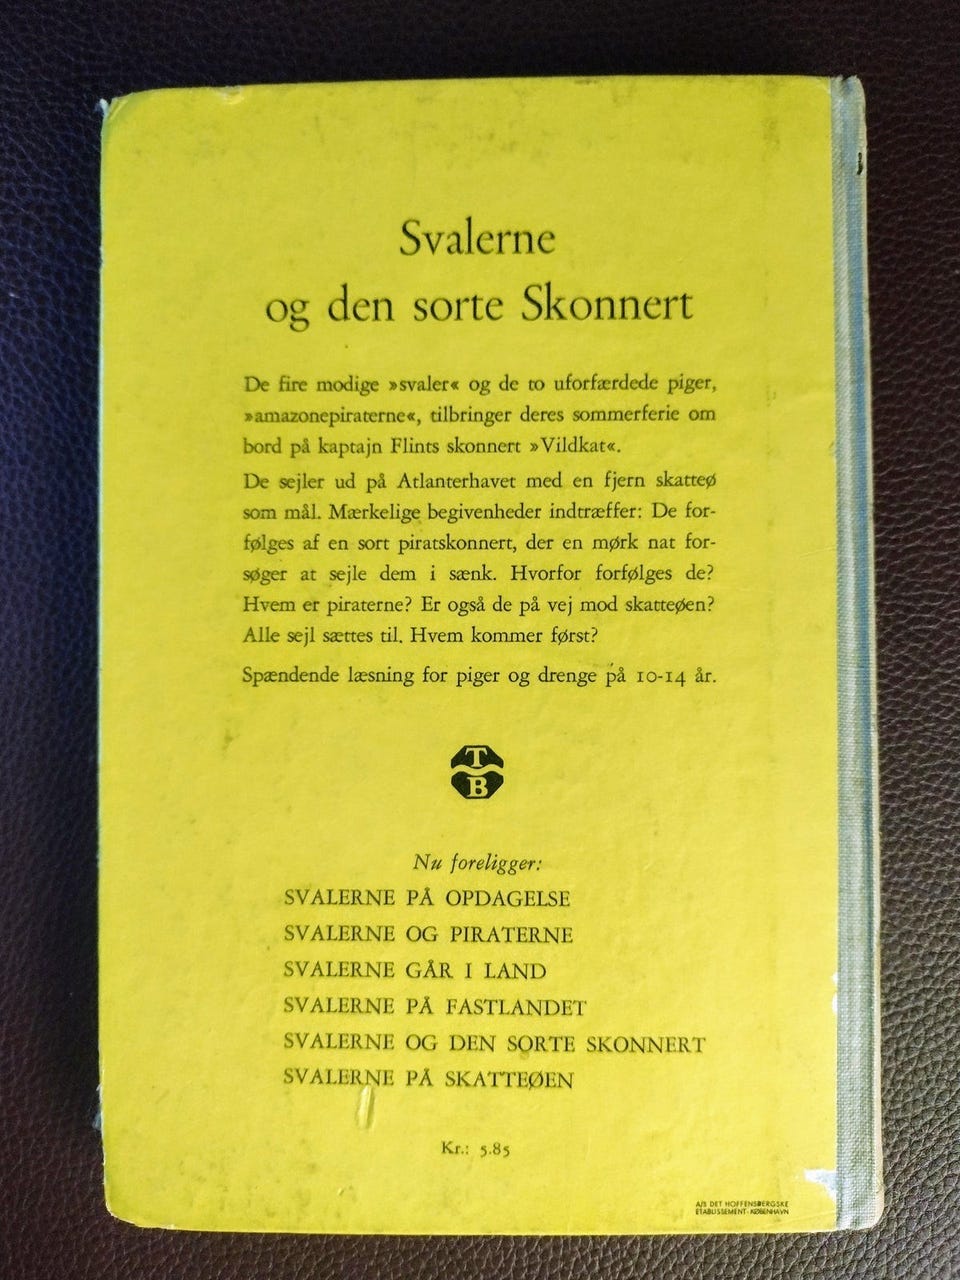 Svalerne
og den sorte Skonnert
De fire modige »svaler« og de to uforfærdede piger,
»amazonepiraterne«, tilbringer deres sommerferie om
bord på kaptajn Flints skonnert »Vildkat«.
De sejler ud på Atlanterhavet med en fjern skatteø
som mål. Mærkelige begivenheder indtræffer: De for-
følges af en sort piratskonnert, der en mørk nat for-
søger at sejle dem i sænk. Hvorfor forfølges de?
Hvem er piraterne? Er også de på vej mod skatteøen?
Alle sejl sættes til. Hvem kommer først?
Spændende læsning for piger og drenge på 10-14 år.
T
B
Nu foreligger:
SVALERNE PÅ OPDAGELSE
SVALERNE OG PIRATERNE
SVALERNE GÅR I LAND
SVALERNE PÅ FASTLANDET
SVALERNE OG DEN SORTE SKONNERT
SVALERNE PÅ SKATTEØEN
Kr.: 5.85
A/S DET HOFFENSBERGSKE
ETABLISSEMENT · KØBENHAVN